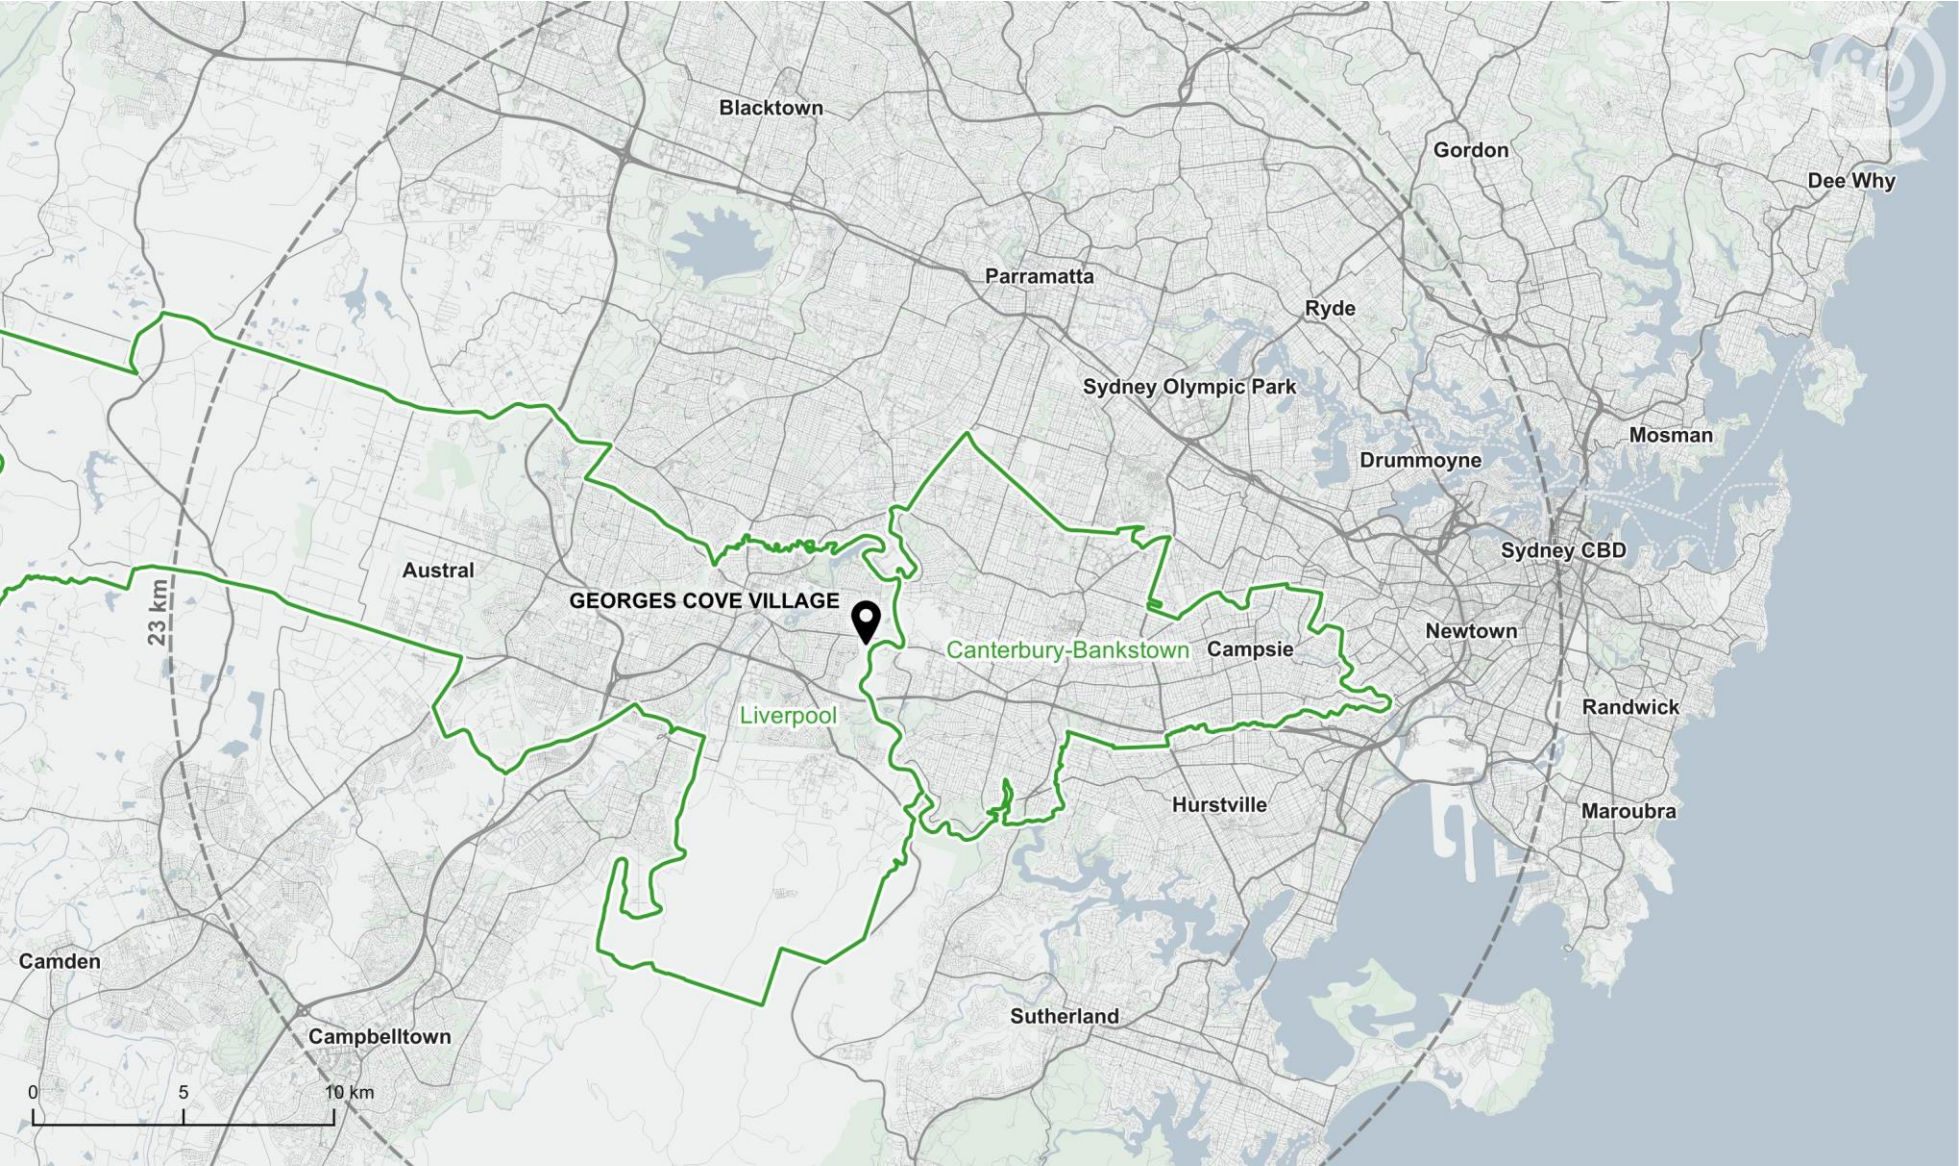 Blacktown
Gordon
Dee Why
Parramatta
Ryde
Sydney Olympic Park
Mosman
Drummoyne
Sydney CBD
Austral
GEORGES COVE VILLAGE
23 km
Newtown
Canterbury-Bankstown
Campsie
Randwick
Liverpool
Hurstville
Maroubra
Camden
Sutherland
Campbelltown
0 5 10 km